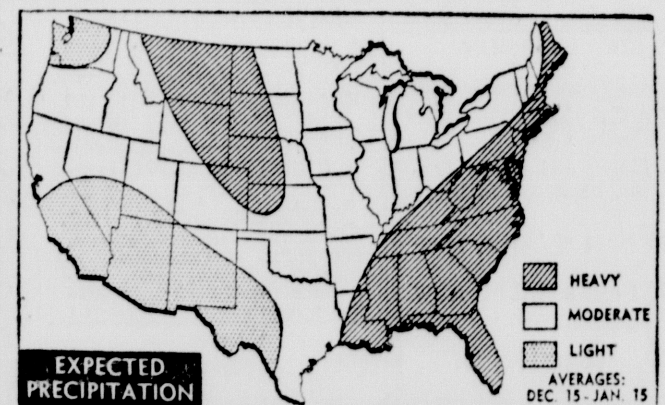 HEAVY
MODERATE
LIGHT
AVERAGES:
DEC. 15 - JAN. 15
EXPECTED
PRECIPITATION